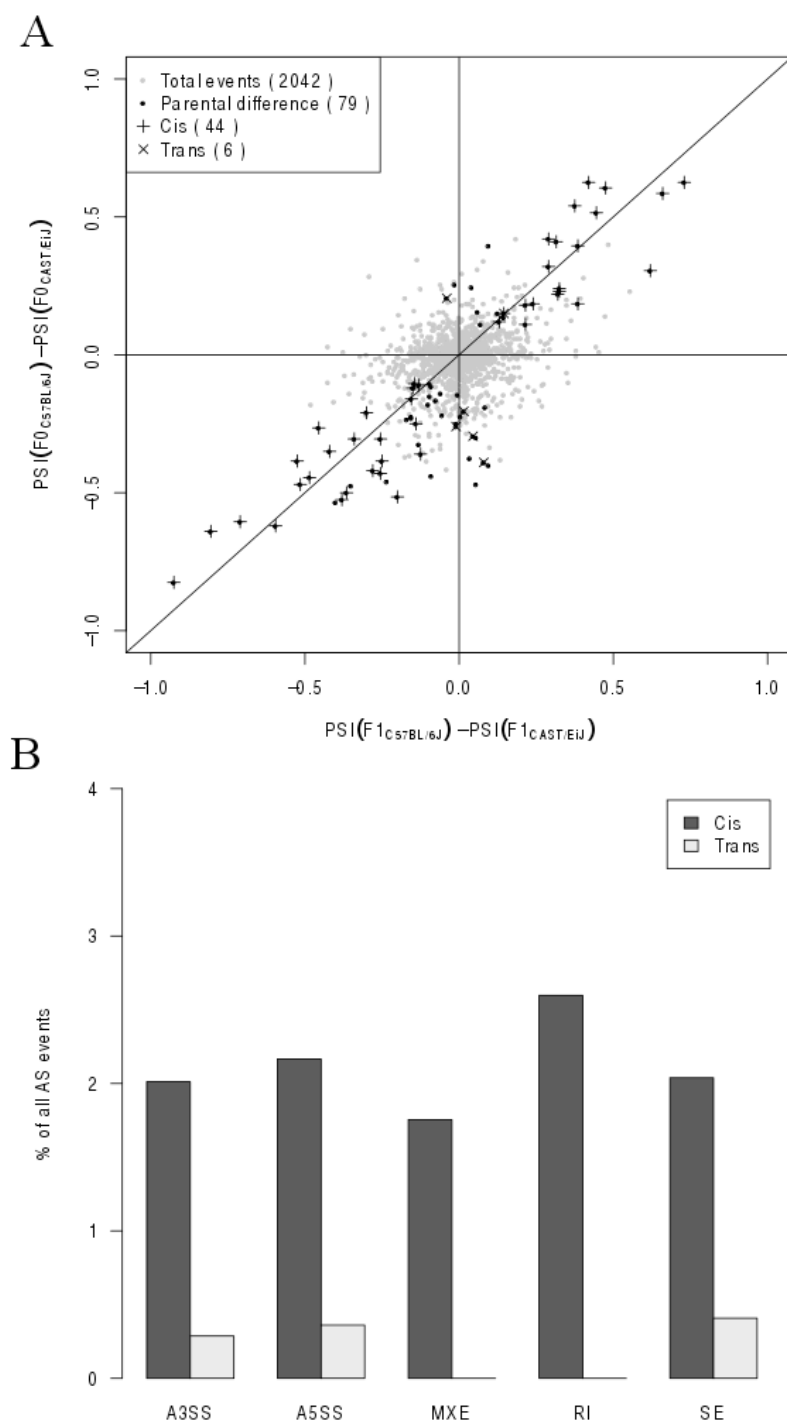 A
Total events ( 2042 )
Parental difference ( 79 )
Cis ( 44 )
Trans ( 6 )
1.0
0.5
0.0
−0.5
−1.0
PSI(F0C57BL/6J)−PSI(F0CAST/EiJ)
−1.0 −0.5 0.0 0.5 1.0
PSI(F1C57BL/6J)−PSI(F1CAST/EiJ)
B
Cis
Trans
4
3
2
1
0
% of all AS events
A3SS A5SS MXE RI SE